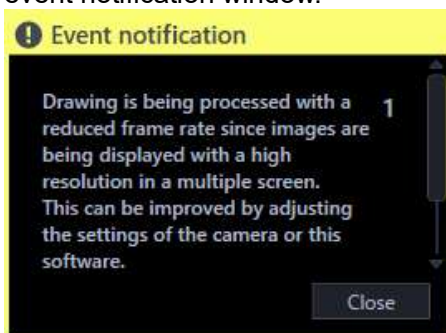 event notification window.
Event notification
Drawing is being processed with a 1
reduced frame rate since images are
being displayed with a high
resolution in a multiple screen.
This can be improved by adjusting
the settings of the camera or this
software.
Close